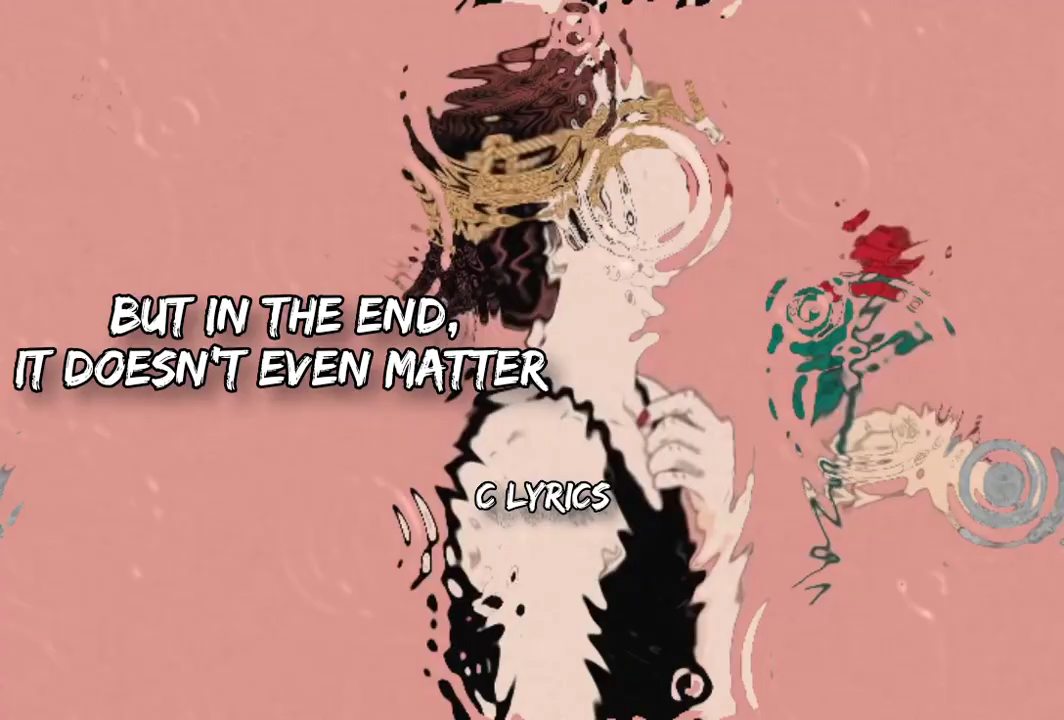 BUT IN THE END,
IT DOESN'T EVEN MATTER
C LYRICS